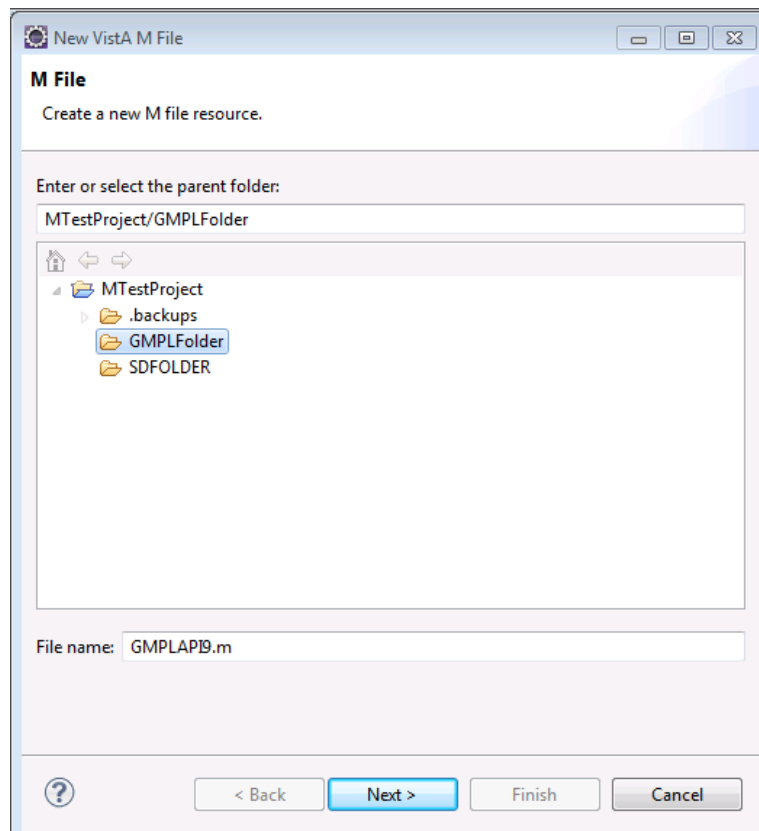 New VistA M File
M File
Create a new M file resource.
Enter or select the parent folder:
MTestProject/GMPLFolder
MTestProject
.backups
GMPLFolder
SDFOLDER
File name: GMPLAPI9.m
? < Back Next > Finish Cancel